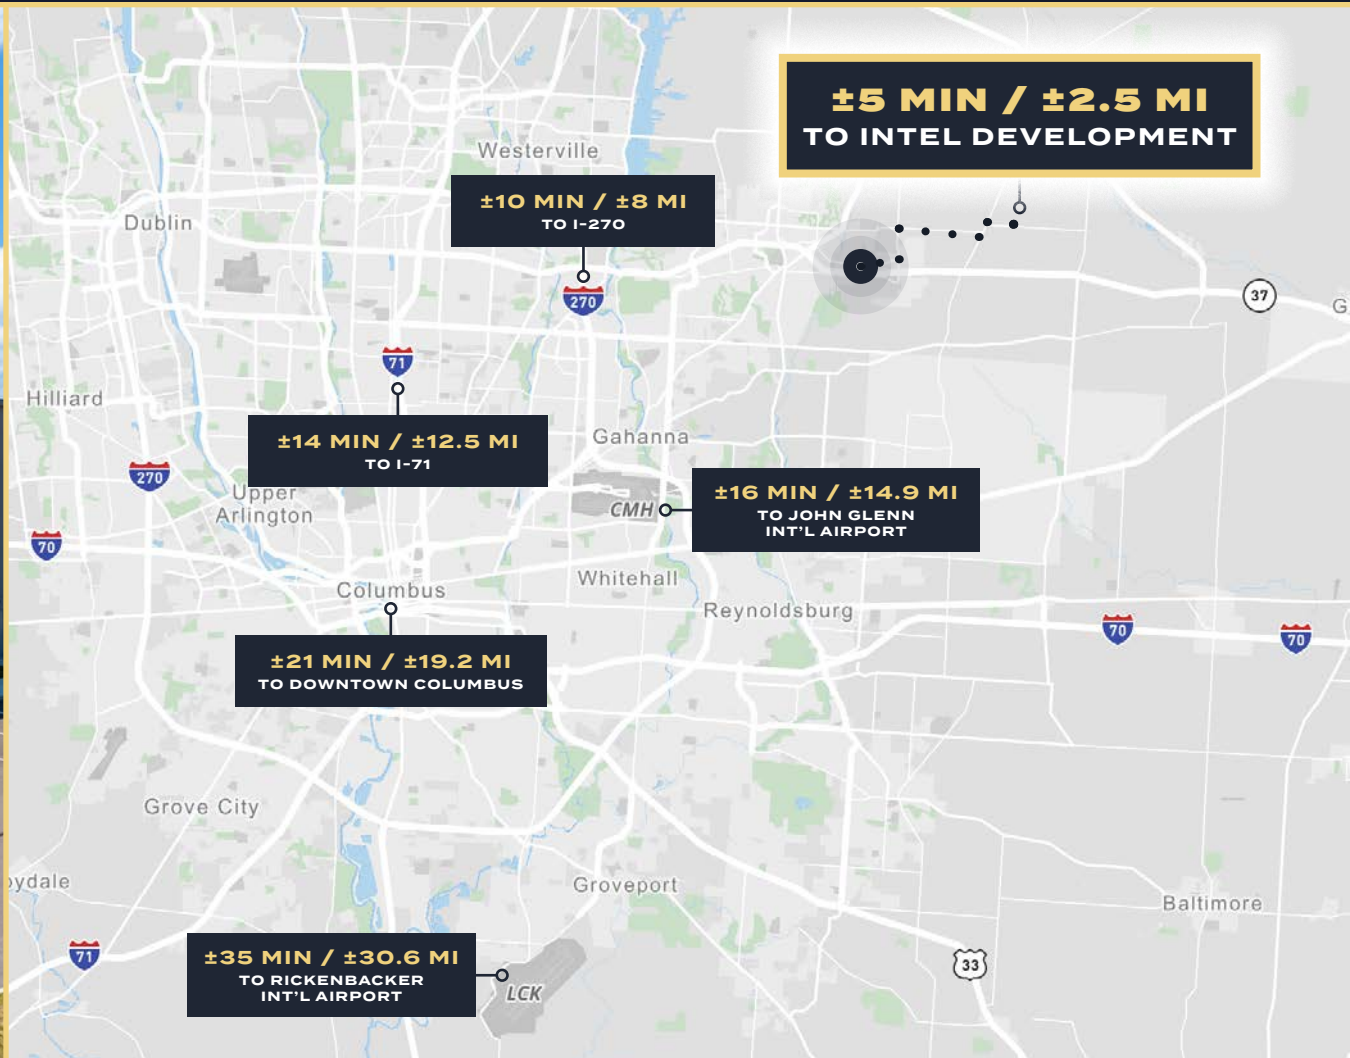 ±5 MIN / ±2.5 MI
TO INTEL DEVELOPMENT
Westerville
±10 MIN / ±8 MI
TO I-270
Dublin
270
37
71
Hilliard
±14 MIN / ±12.5 MI
TO I-71
Gahanna
270
Upper
Arlington
±16 MIN / ±14.9 MI
TO JOHN GLENN
INT'L AIRPORT
CMH
70
Columbus
Whitehall
Reynoldsburg
70
70
±21 MIN / ±19.2 MI
TO DOWNTOWN COLUMBUS
Grove City
oydale
Groveport
Baltimore
71
±35 MIN / ±30.6 MI
TO RICKENBACKER
INT'L AIRPORT
LCK
33